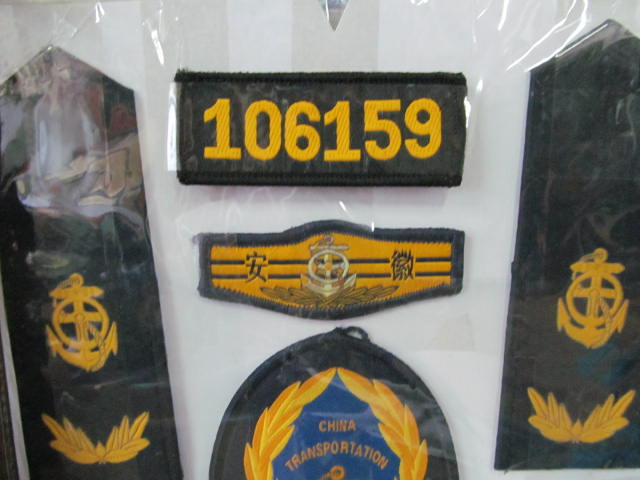 106159
安徽
CHINA
TRANSPORTATION